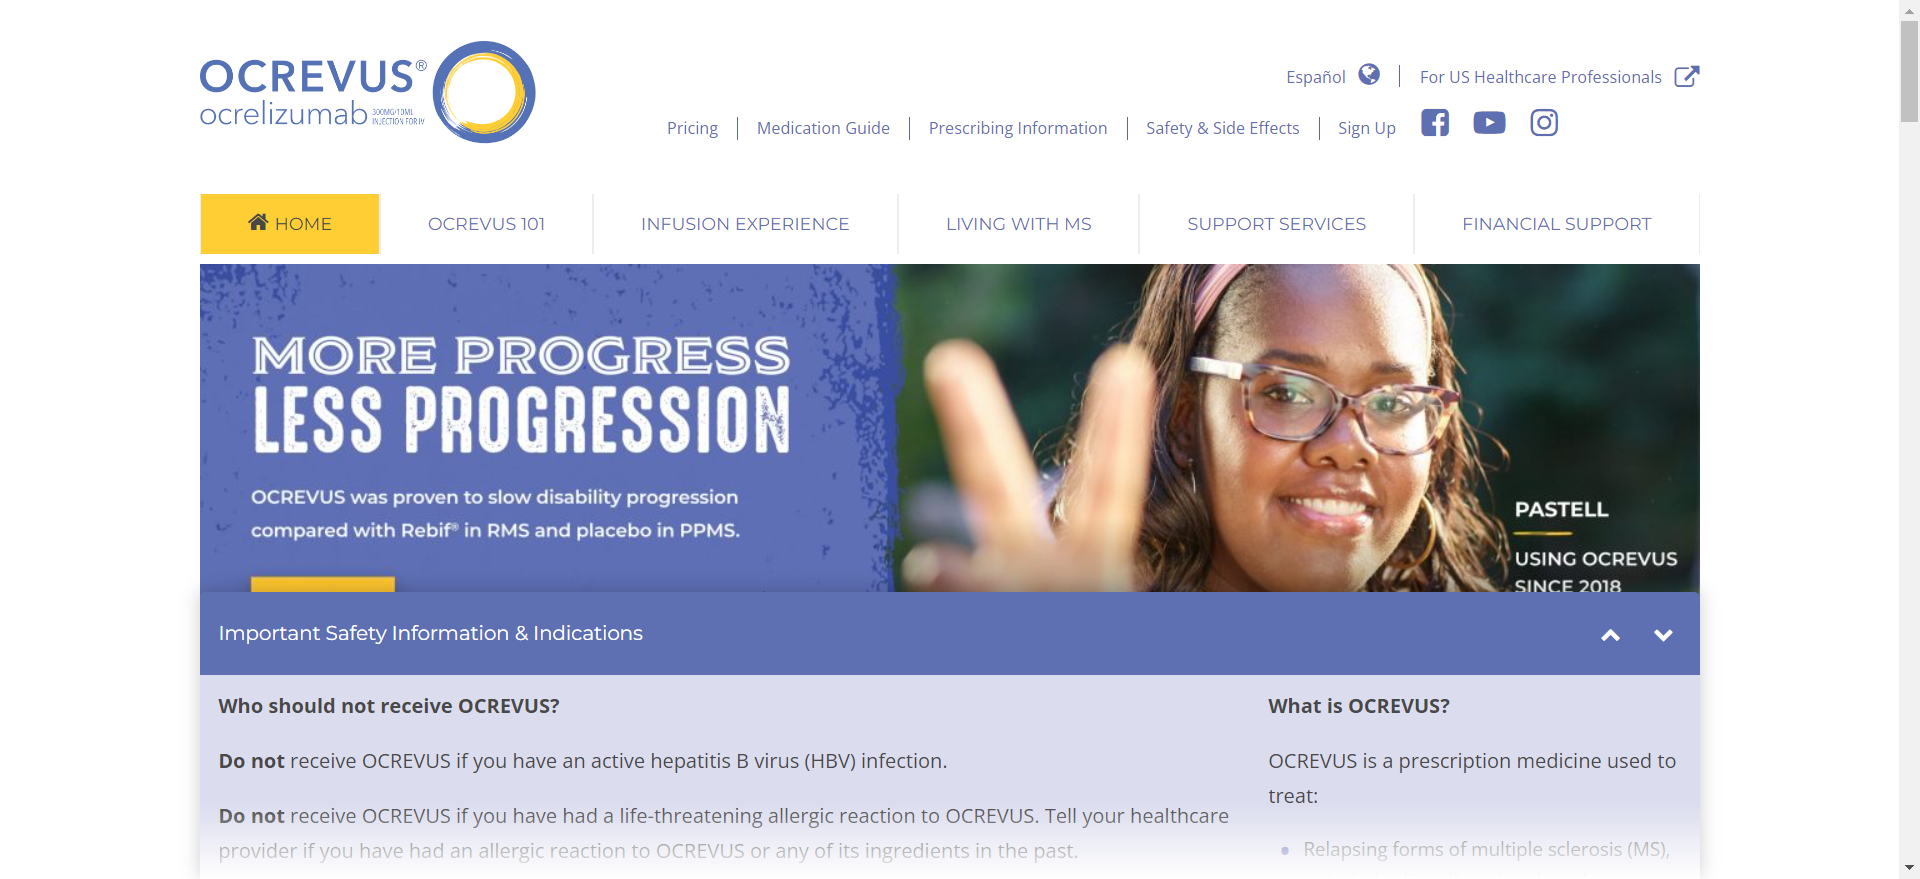 OCREVUS®
ocrelizumab 300MG/10ML
INJECTION FOR IV
Español
For US Healthcare Professionals
Pricing
Medication Guide
Prescribing Information
Safety & Side Effects
Sign Up
HOME
OCREVUS 101
INFUSION EXPERIENCE
LIVING WITH MS
SUPPORT SERVICES
FINANCIAL SUPPORT
MORE PROGRESS
LESS PROGRESSION
OCREVUS was proven to slow disability progression
compared with Rebif® in RMS and placebo in PPMS.
PASTELL
USING OCREVUS
SINCE 2018
Important Safety Information & Indications
Who should not receive OCREVUS?
Do not receive OCREVUS if you have an active hepatitis B virus (HBV) infection.
Do not receive OCREVUS if you have had a life-threatening allergic reaction to OCREVUS. Tell your healthcare
provider if you have had an allergic reaction to OCREVUS or any of its ingredients in the past.
What is OCREVUS?
OCREVUS is a prescription medicine used to
treat:
• Relapsing forms of multiple sclerosis (MS),